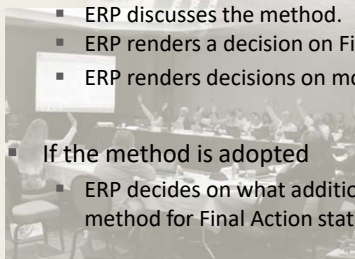 ▪ ERP discusses the method.
▪ ERP renders a decision on Fi
▪ ERP renders decisions on mo
▪ If the method is adopted
▪ ERP decides on what additio
method for Final Action stat